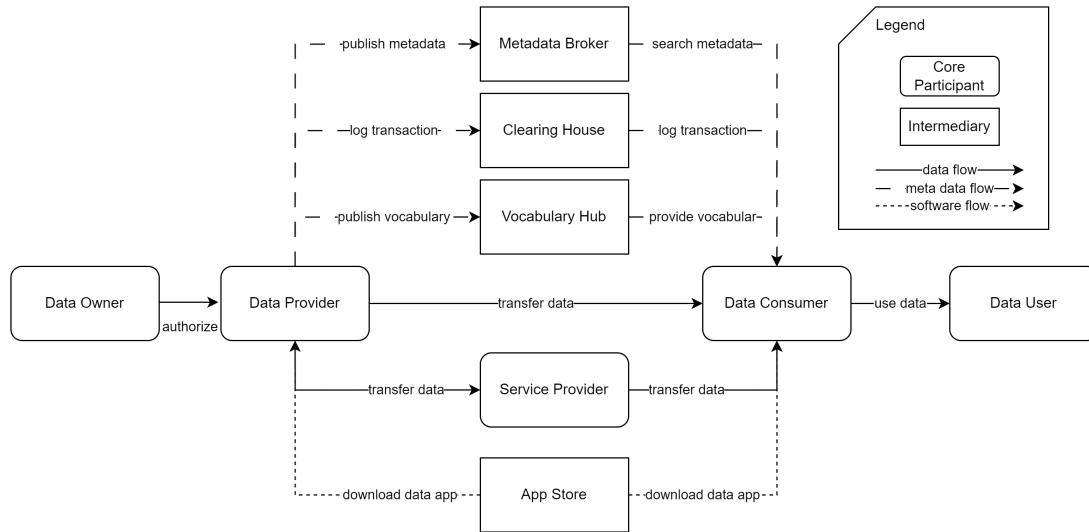 publish metadata
Metadata Broker
search metadata
Legend
Core
Participant
log transaction
Clearing House
log transaction
Intermediary
data flow
meta data flow
software flow
publish vocabulary
Vocabulary Hub
provide vocabular
Data Owner
authorize
Data Provider
transfer data
Data Consumer
use data
Data User
transfer data
Service Provider
transfer data
download data app
App Store
download data app